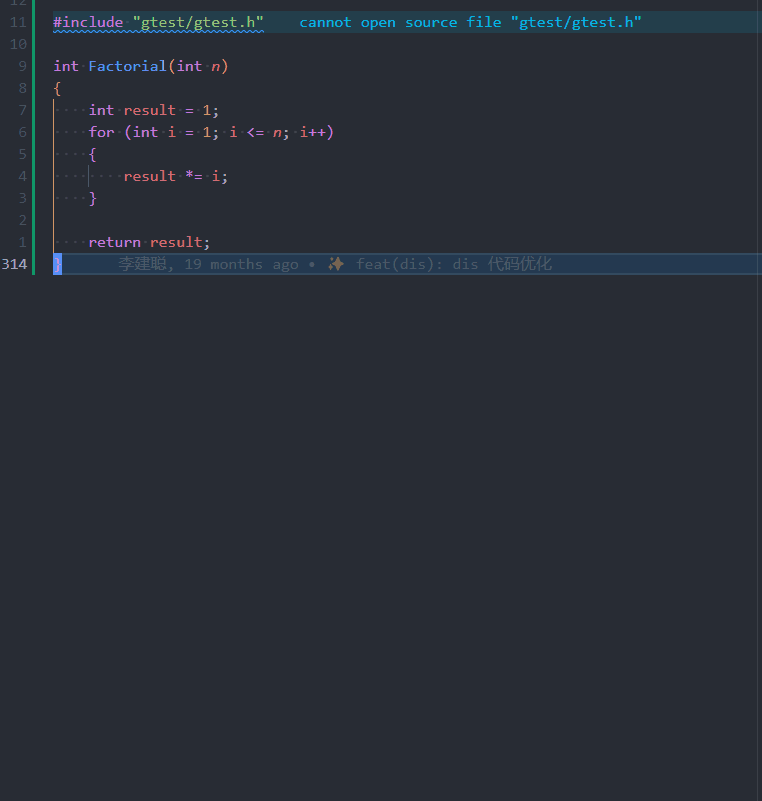 12
11 #include "gtest/gtest.h" cannot open source file "gtest/gtest.h"
10
9 int Factorial(int n)
8 {
7 int result = 1;
6 for (int i = 1; i <= n; i++)
5 {
4 result *= i;
3 }
2
1 return result;
314 } 李建聪, 19 months ago • ✨ feat(dis): dis 代码优化